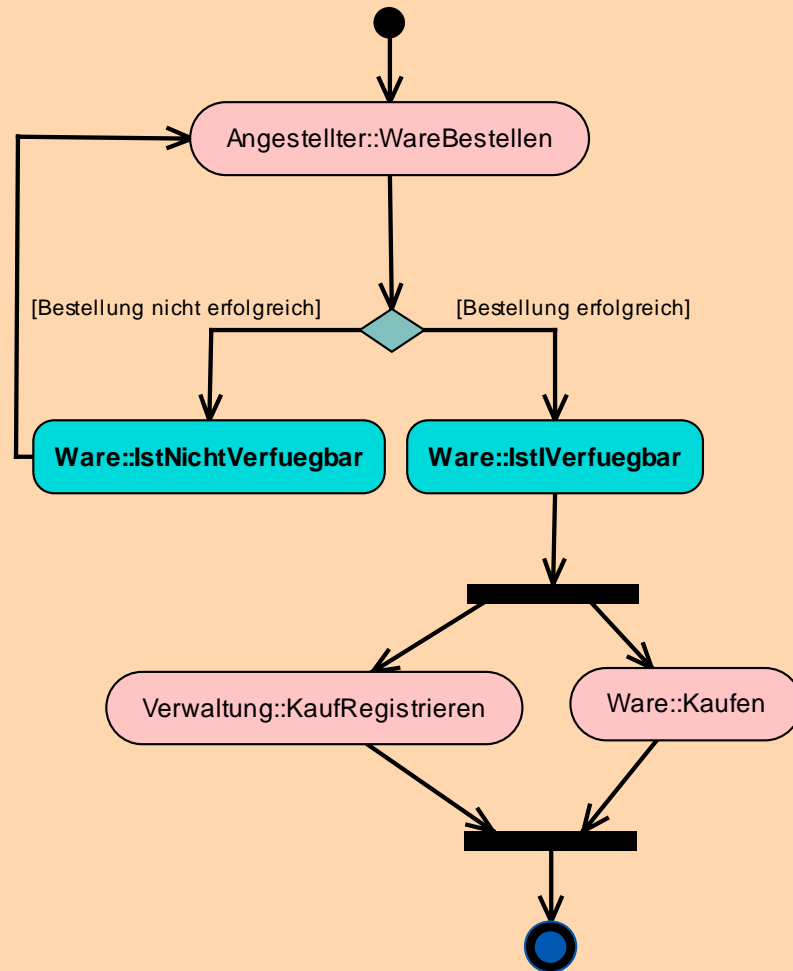 Angestellter::WareBestellen
[Bestellung nicht erfolgreich]
[Bestellung erfolgreich]
Ware::IstNichtVerfuegbar
Ware::IstIVerfuegbar
Verwaltung::KaufRegistrieren
Ware::Kaufen